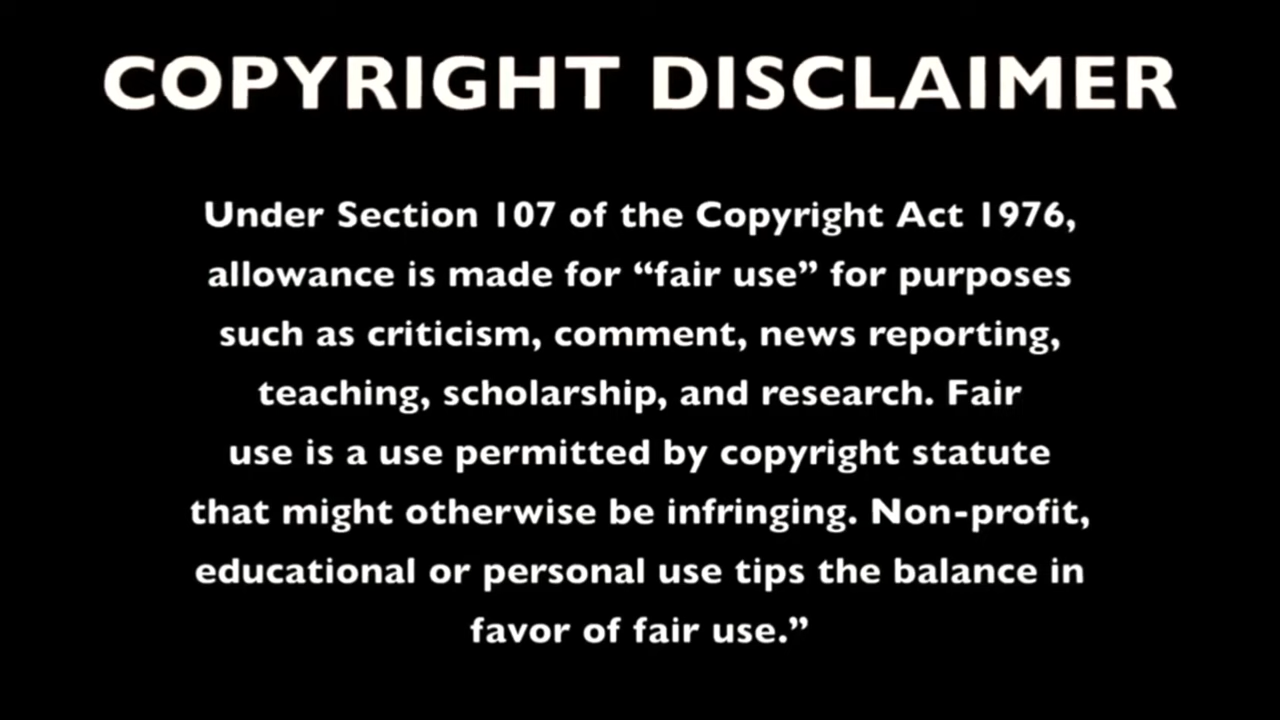 COPYRIGHT DISCLAIMER
Under Section 107 of the Copyright Act 1976,
allowance is made for “fair use” for purposes
such as criticism, comment, news reporting,
teaching, scholarship, and research. Fair
use is a use permitted by copyright statute
that might otherwise be infringing. Non-profit,
educational or personal use tips the balance in
favor of fair use.”